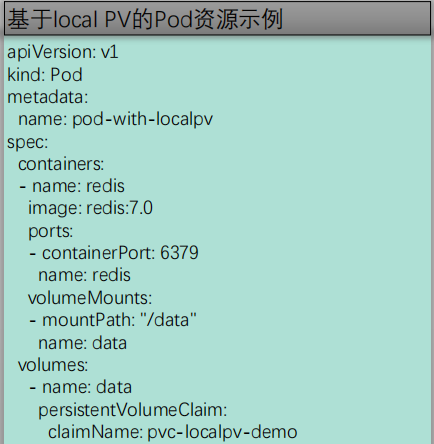 基于local PV的Pod资源示例
apiVersion: v1
kind: Pod
metadata:
  name: pod-with-localpv
spec:
  containers:
  - name: redis
    image: redis:7.0
    ports:
    - containerPort: 6379
      name: redis
    volumeMounts:
    - mountPath: "/data"
      name: data
  volumes:
    - name: data
      persistentVolumeClaim:
        claimName: pvc-localpv-demo